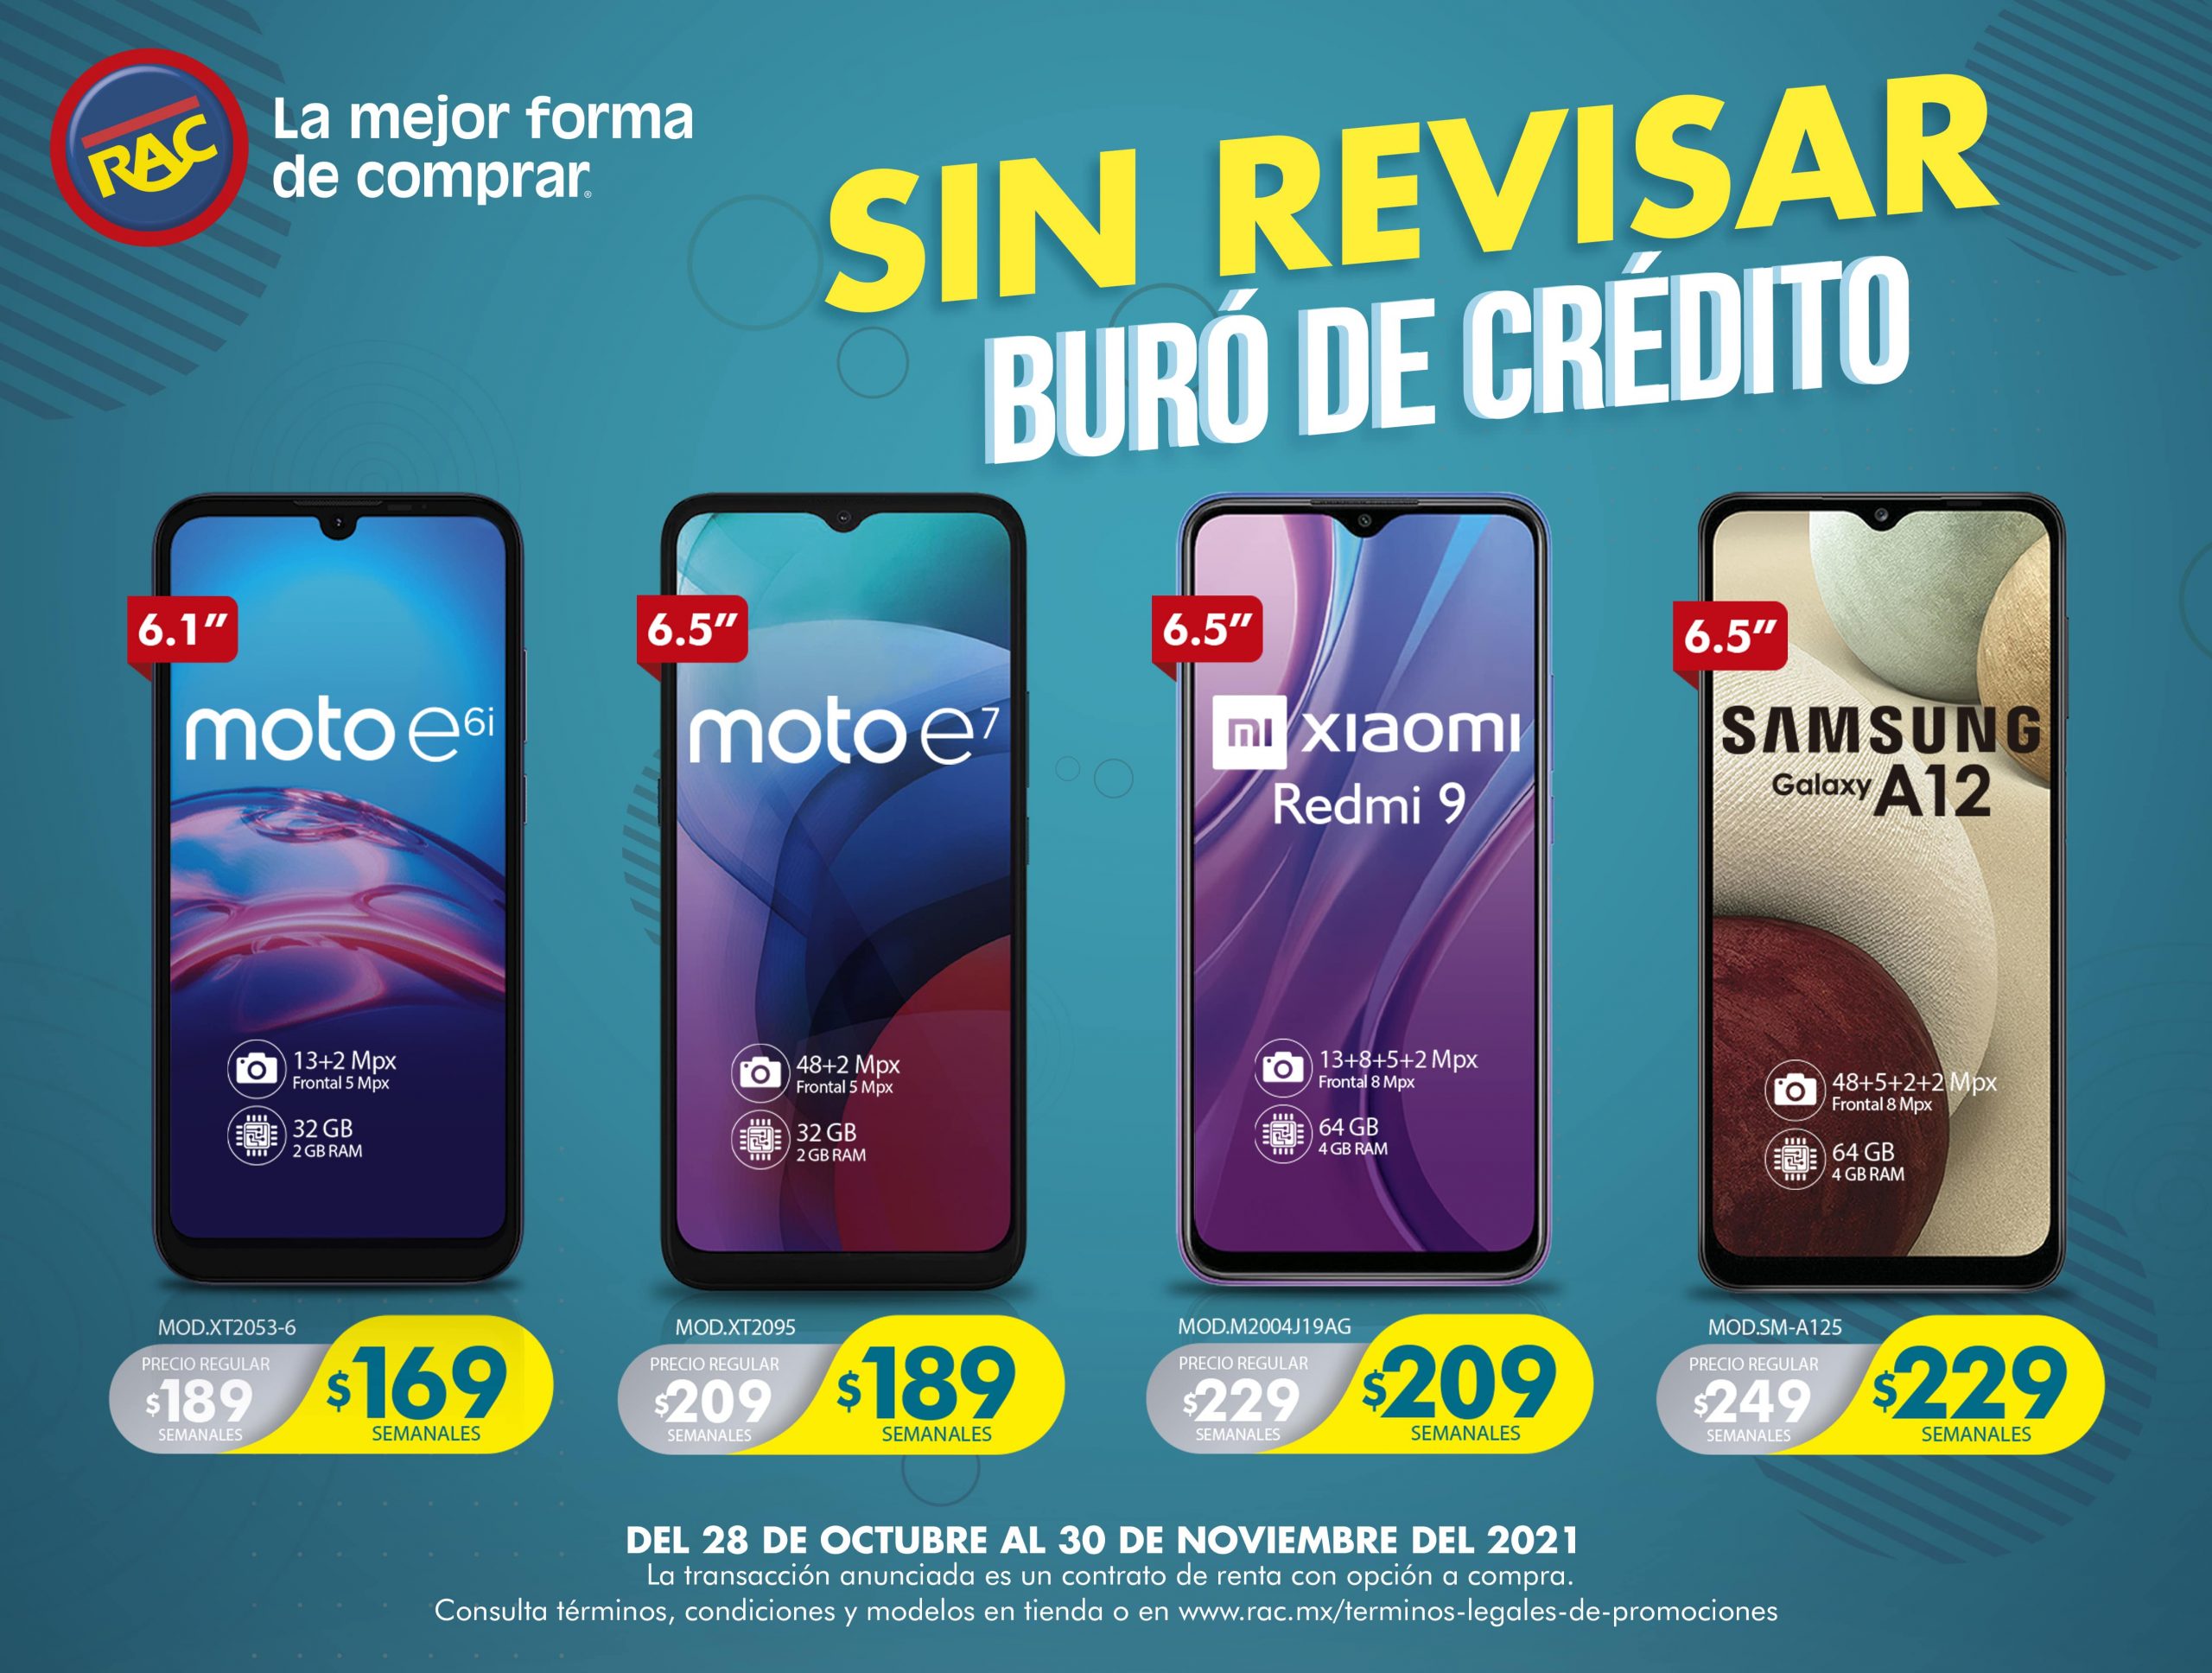 RAC
La mejor forma
de comprar®
SIN REVISAR
BURÓ DE CRÉDITO
6.1"
moto e6i
13+2 Mpx
Frontal 5 Mpx
32 GB
2 GB RAM
MOD.XT2053-6
PRECIO REGULAR
$189
SEMANALES
$169
SEMANALES
6.5"
moto e7
48+2 Mpx
Frontal 5 Mpx
32 GB
2 GB RAM
MOD.XT2095
PRECIO REGULAR
$209
SEMANALES
$189
SEMANALES
6.5"
mi xiaomi
Redmi 9
13+8+5+2 Mpx
Frontal 8 Mpx
64 GB
4 GB RAM
MOD.M2004J19AG
PRECIO REGULAR
$229
SEMANALES
$209
SEMANALES
6.5"
SAMSUNG
Galaxy A12
48+5+2+2 Mpx
Frontal 8 Mpx
64 GB
4 GB RAM
MOD.SM-A125
PRECIO REGULAR
$249
SEMANALES
$229
SEMANALES
DEL 28 DE OCTUBRE AL 30 DE NOVIEMBRE DEL 2021
La transacción anunciada es un contrato de renta con opción a compra.
Consulta términos, condiciones y modelos en tienda o en www.rac.mx/terminos-legales-de-promociones